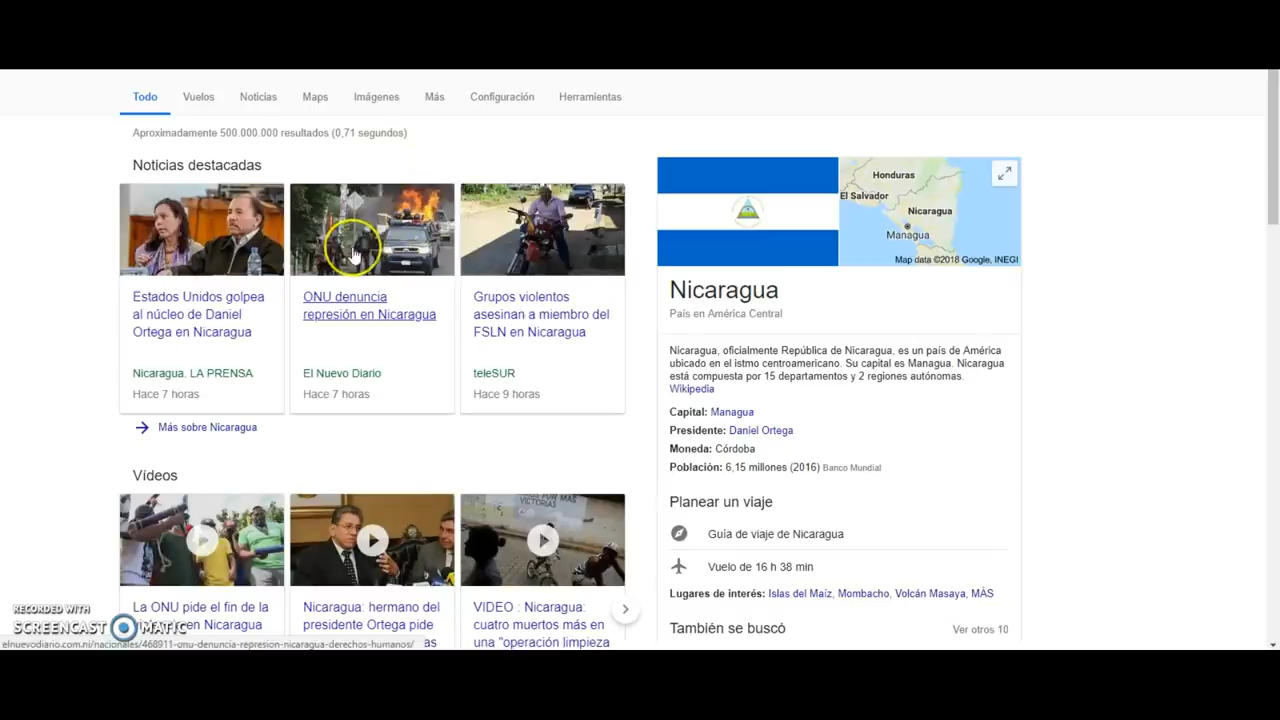 Todo Vuelos Noticias Maps Imágenes Más Configuración Herramientas
Aproximadamente 500.000.000 resultados (0,71 segundos)
Noticias destacadas
Estados Unidos golpea
al núcleo de Daniel
Ortega en Nicaragua
Nicaragua. LA PRENSA
Hace 7 horas
ONU denuncia
represión en Nicaragua
El Nuevo Diario
Hace 7 horas
Grupos violentos
asesinan a miembro del
FSLN en Nicaragua
teleSUR
Hace 9 horas
Más sobre Nicaragua
Vídeos
La ONU pide el fin de la
en Nicaragua
Nicaragua: hermano del
presidente Ortega pide
VIDEO : Nicaragua:
cuatro muertos más en
una "operación limpieza
Honduras
El Salvador
Nicaragua
Managua
Map data ©2018 Google, INEGI
Nicaragua
País en América Central
Nicaragua, oficialmente República de Nicaragua, es un país de América
ubicado en el istmo centroamericano. Su capital es Managua. Nicaragua
está compuesta por 15 departamentos y 2 regiones autónomas.
Wikipedia
Capital: Managua
Presidente: Daniel Ortega
Moneda: Córdoba
Población: 6,15 millones (2016) Banco Mundial
Planear un viaje
Guía de viaje de Nicaragua
Vuelo de 16 h 38 min
Lugares de interés: Islas del Maíz, Mombacho, Volcán Masaya, MÁS
También se buscó
Ver otros 10
RECORDED WITH
SCREENCAST MATIC
elnuevodiario.com.ni/nacionales/468911-onu-denuncia-represion-nicaragua-derechos-humanos/